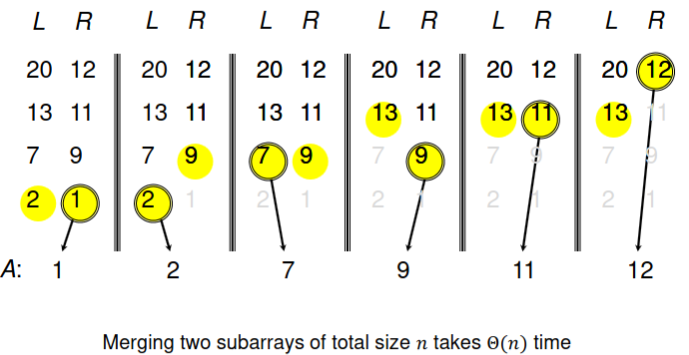 L R L R L R L R L R L R
20 12 20 12 20 12 20 12 20 12 20 12
13 11 13 11 13 11 13 11 13 11 13 11
7 9 7 9 7 9 7 9 7 9 7 9
2 1 2 1 2 1 2 1 2 1 2 1
A: 1 2 7 9 11 12
Merging two subarrays of total size n takes Θ(n) time